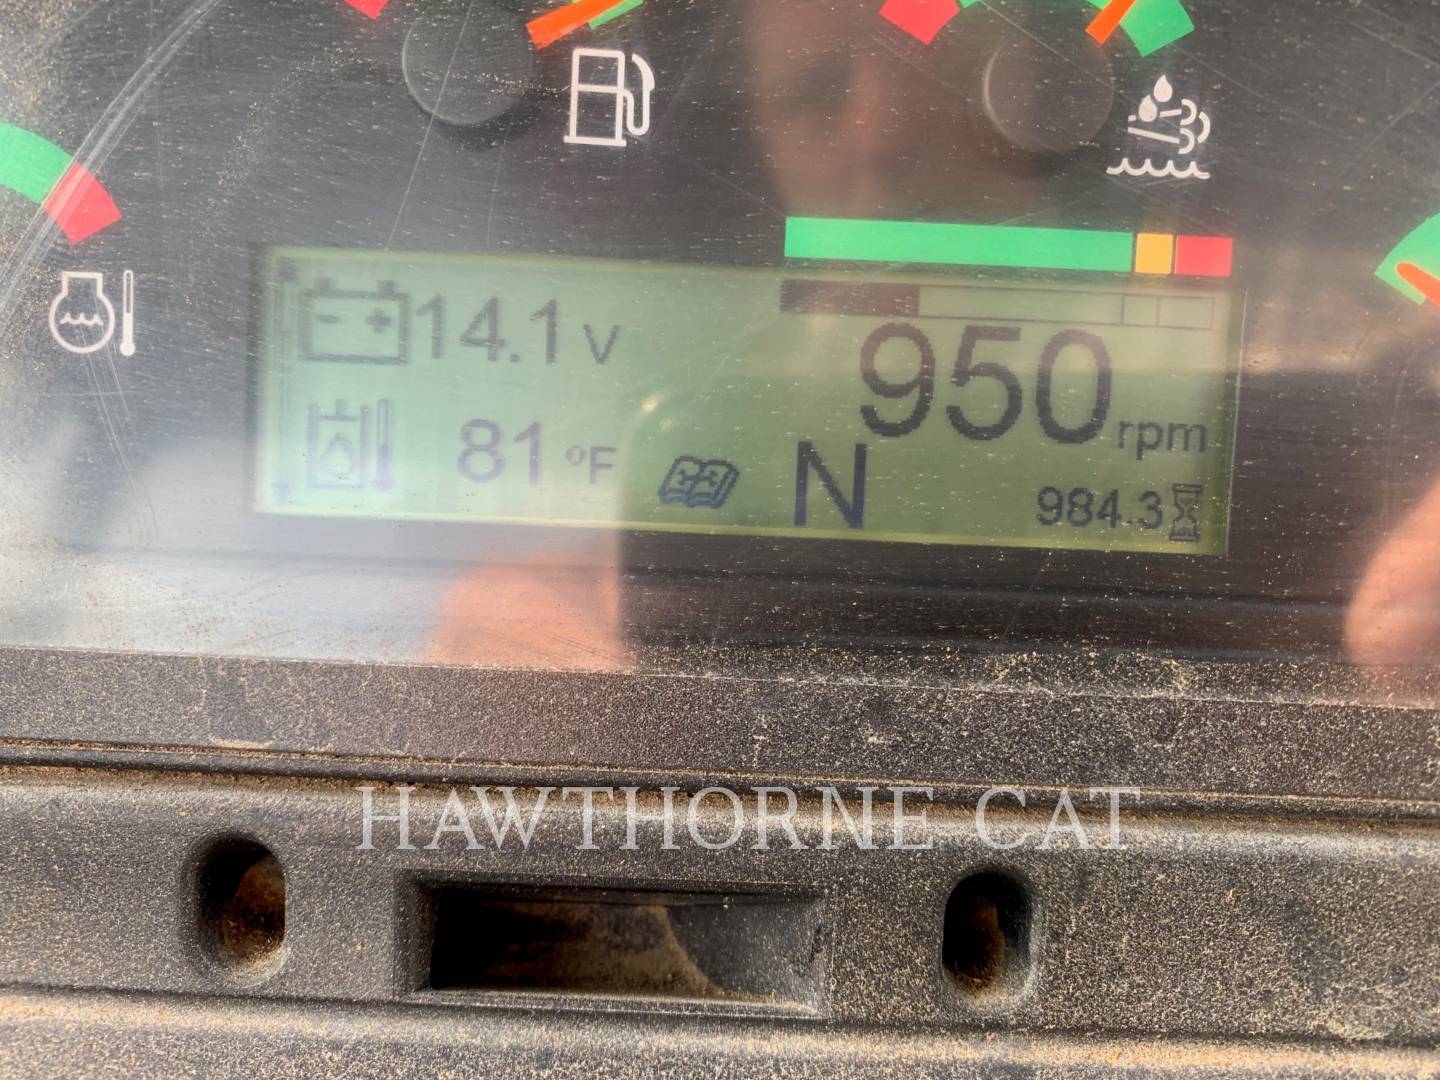 14.1 V
950 rpm
81 °F
N
984.3
HAWTHORNE CAT